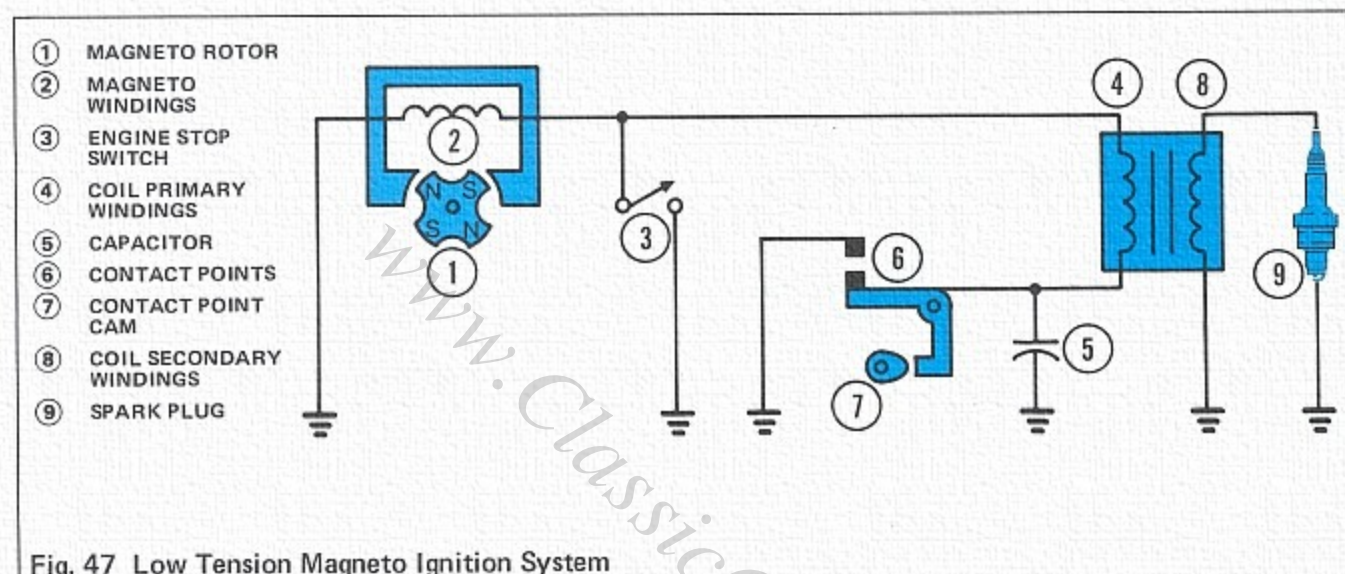 ① MAGNETO ROTOR
② MAGNETO
WINDINGS
③ ENGINE STOP
SWITCH
④ COIL PRIMARY
WINDINGS
⑤ CAPACITOR
⑥ CONTACT POINTS
⑦ CONTACT POINT
CAM
⑧ COIL SECONDARY
WINDINGS
⑨ SPARK PLUG
④ ⑧
②
N S
S N
①
③
⑥
⑨
⑤
⑦
www.Classic
Fig. 47 Low Tension Magneto Ignition System